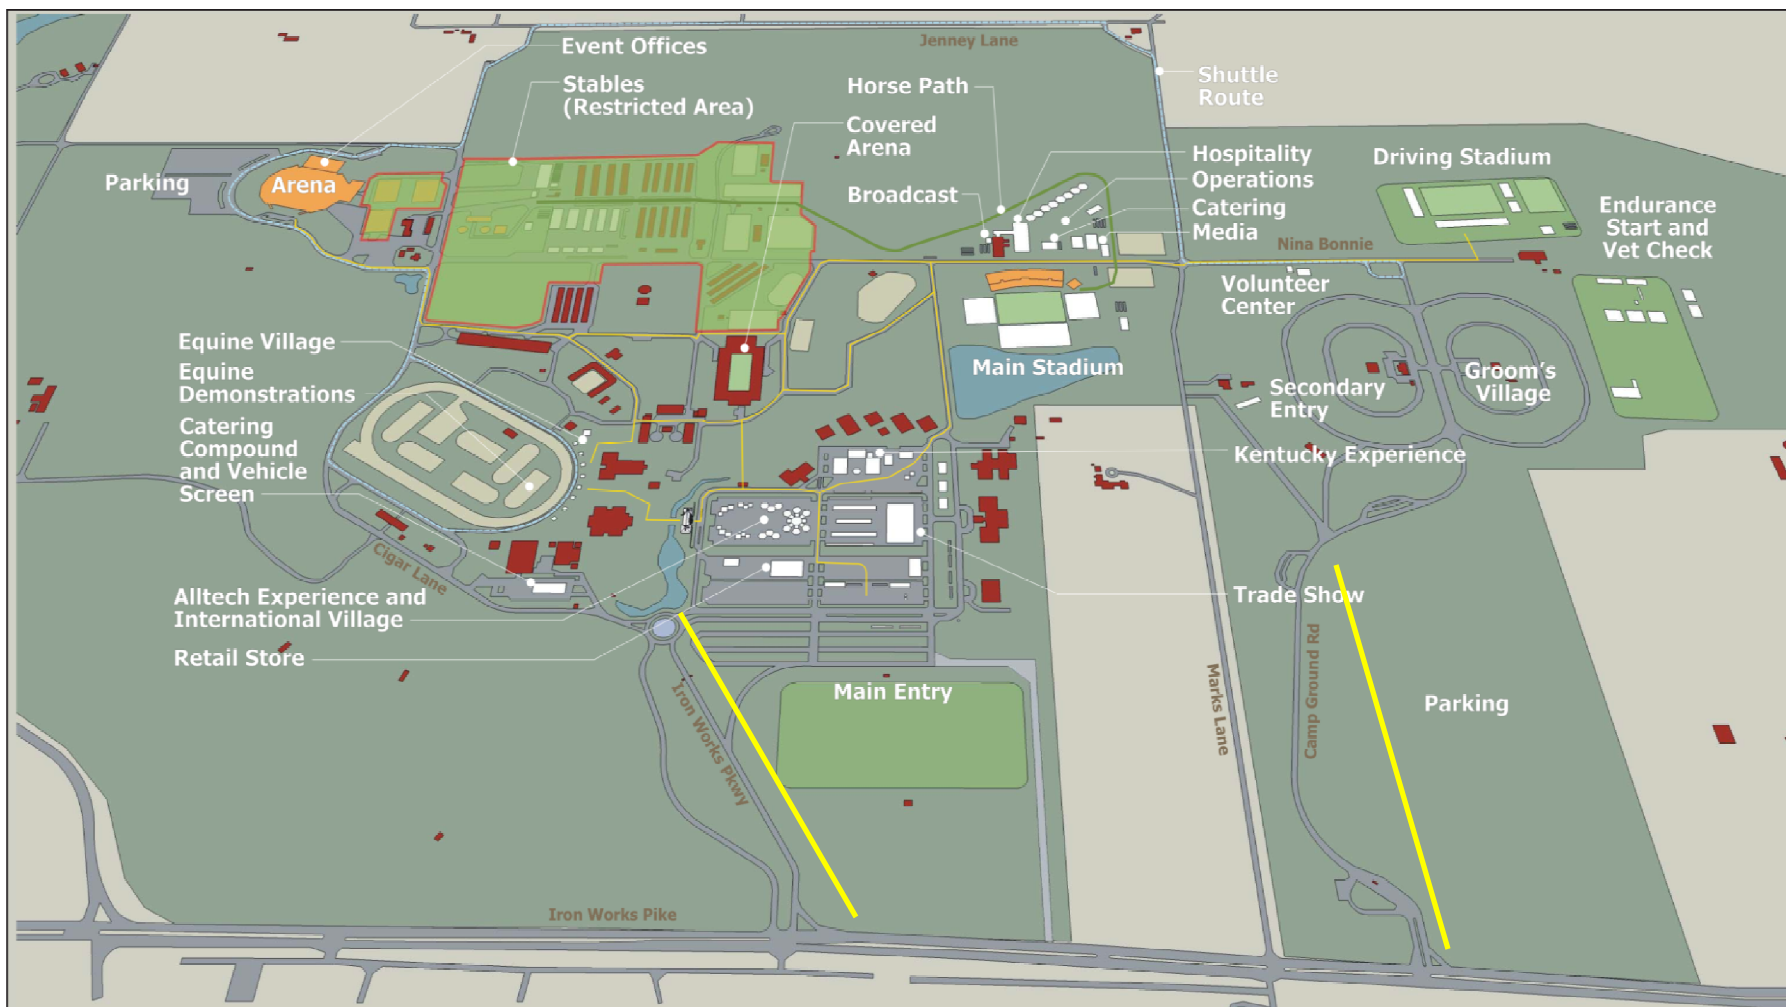 Jenney Lane
Event Offices
Stables
(Restricted Area)
Horse Path
Covered
Arena
Shuttle
Route
Hospitality
Operations
Catering
Media
Broadcast
Driving Stadium
Endurance
Start and
Vet Check
Parking
Arena
Nina Bonnie
Volunteer
Center
Equine Village
Equine
Demonstrations
Catering
Compound
and Vehicle
Screen
Main Stadium
Secondary
Entry
Groom's
Village
Kentucky Experience
Cigar Lane
Alltech Experience and
International Village
Retail Store
Trade Show
Main Entry
Iron Works Pkwy
Marks Lane
Camp Ground Rd
Parking
Iron Works Pike